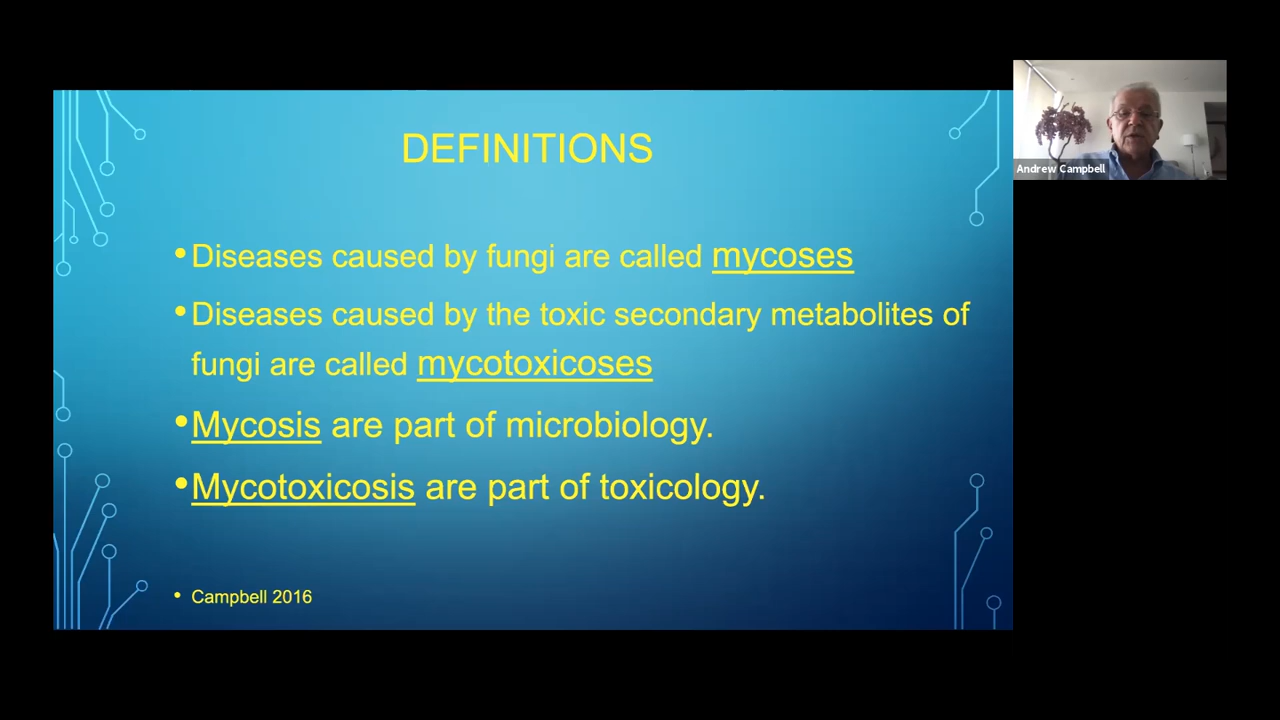 DEFINITIONS
• Diseases caused by fungi are called mycoses
• Diseases caused by the toxic secondary metabolites of
fungi are called mycotoxicoses
• Mycosis are part of microbiology.
• Mycotoxicosis are part of toxicology.
• Campbell 2016
Andrew Campbell